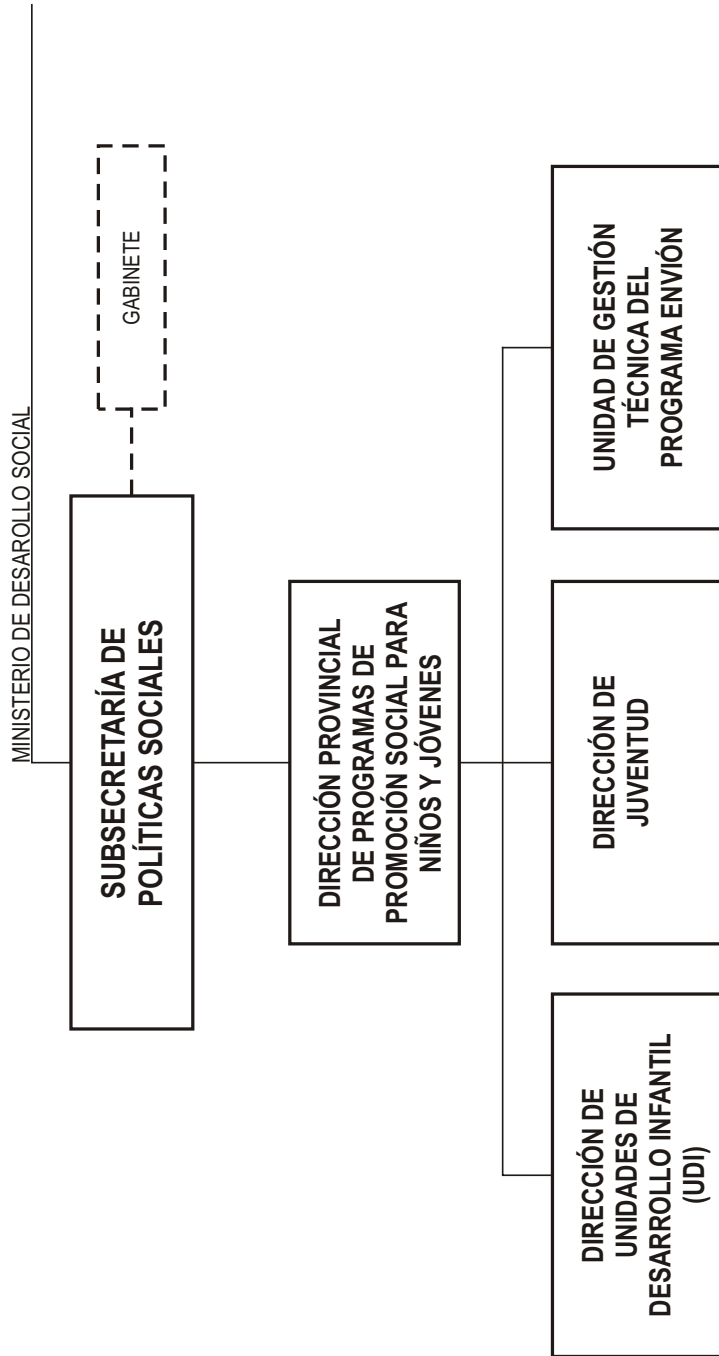 MINISTERIO DE DESAROLLO SOCIAL
SUBSECRETARÍA DE
POLÍTICAS SOCIALES
GABINETE
DIRECCIÓN PROVINCIAL
DE PROGRAMAS DE
PROMOCIÓN SOCIAL PARA
NIÑOS Y JÓVENES
DIRECCIÓN DE
UNIDADES DE
DESARROLLO INFANTIL
(UDI)
DIRECCIÓN DE
JUVENTUD
UNIDAD DE GESTIÓN
TÉCNICA DEL
PROGRAMA ENVIÓN